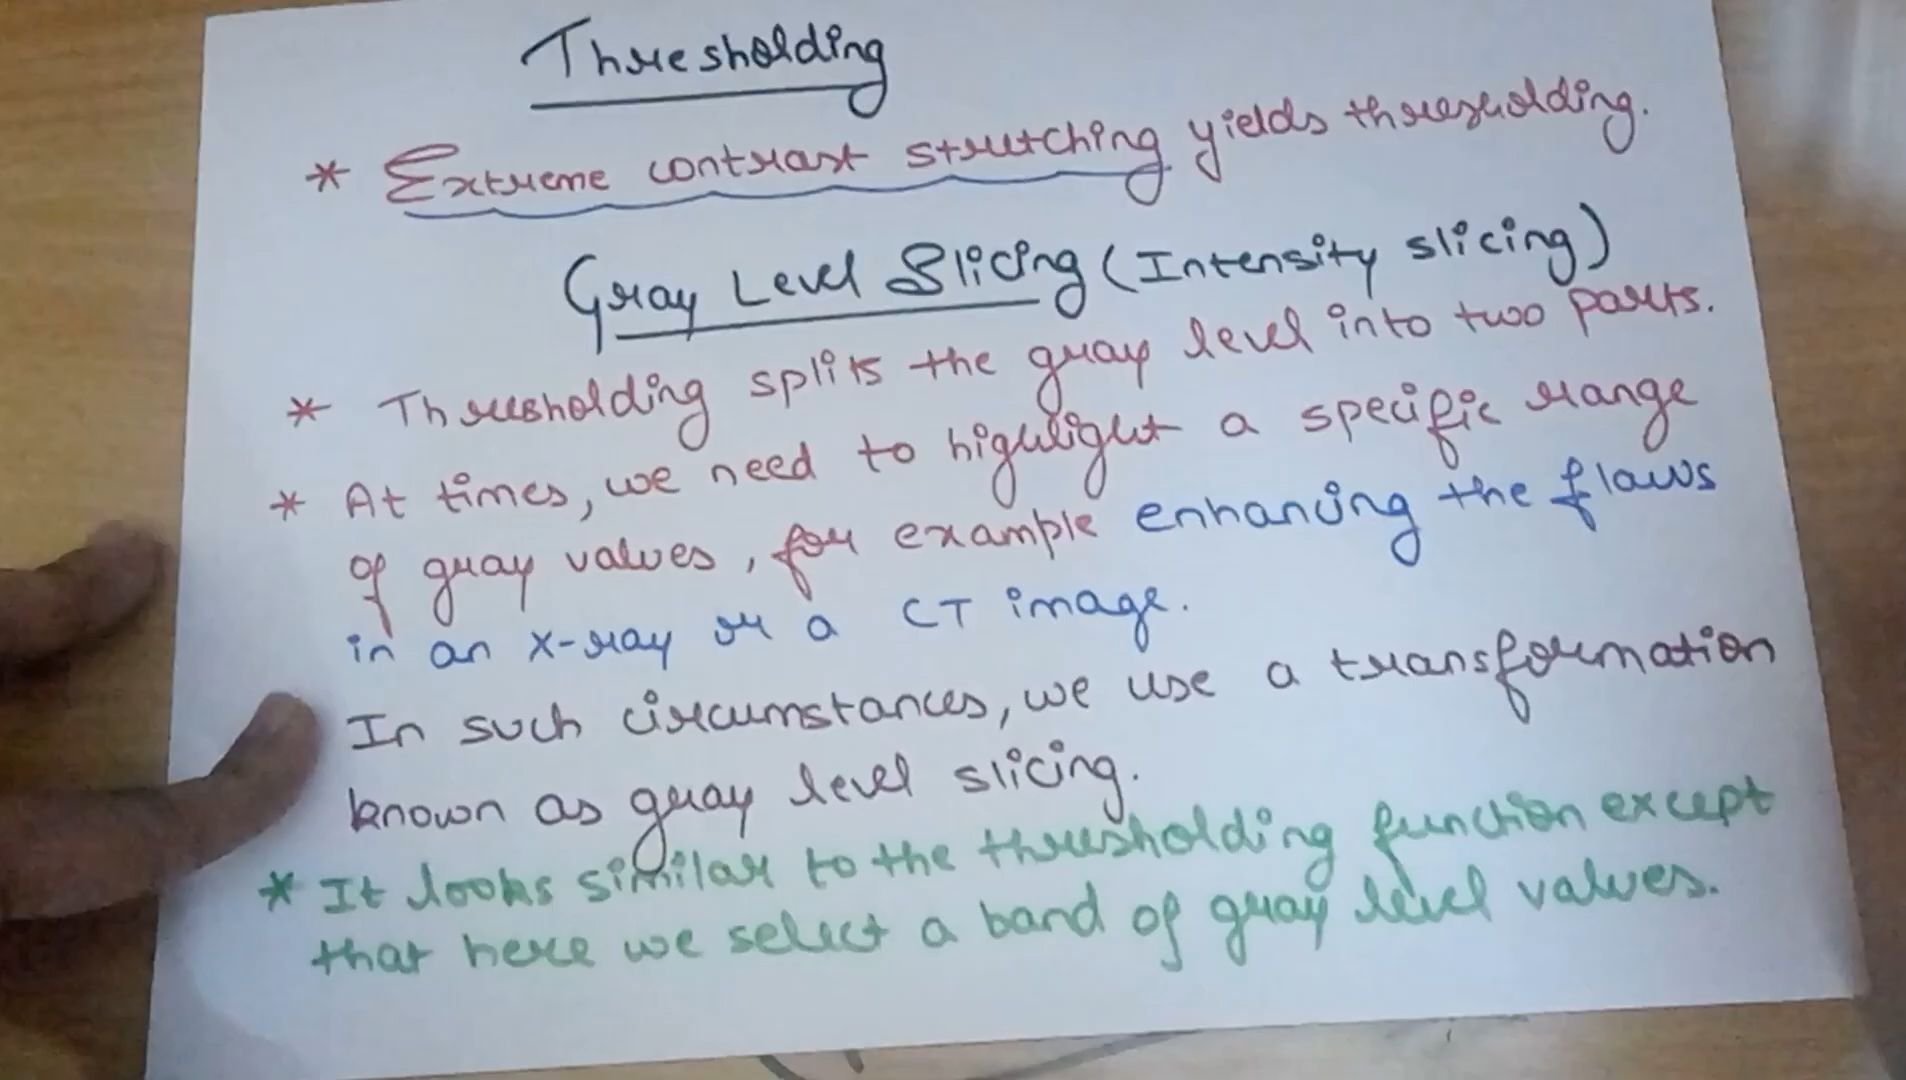 Thresholding
* Extreme contrast stretching yields thresholding.
Gray Level Slicing (Intensity slicing)
* Thresholding splits the gray level into two parts.
* At times, we need to highlight a specific range
of gray values, for example enhancing the flaws
in an x-ray or a CT image.
In such circumstances, we use a transformation
known as gray level slicing.
* It looks similar to the thresholding function except
that here we select a band of gray level values.